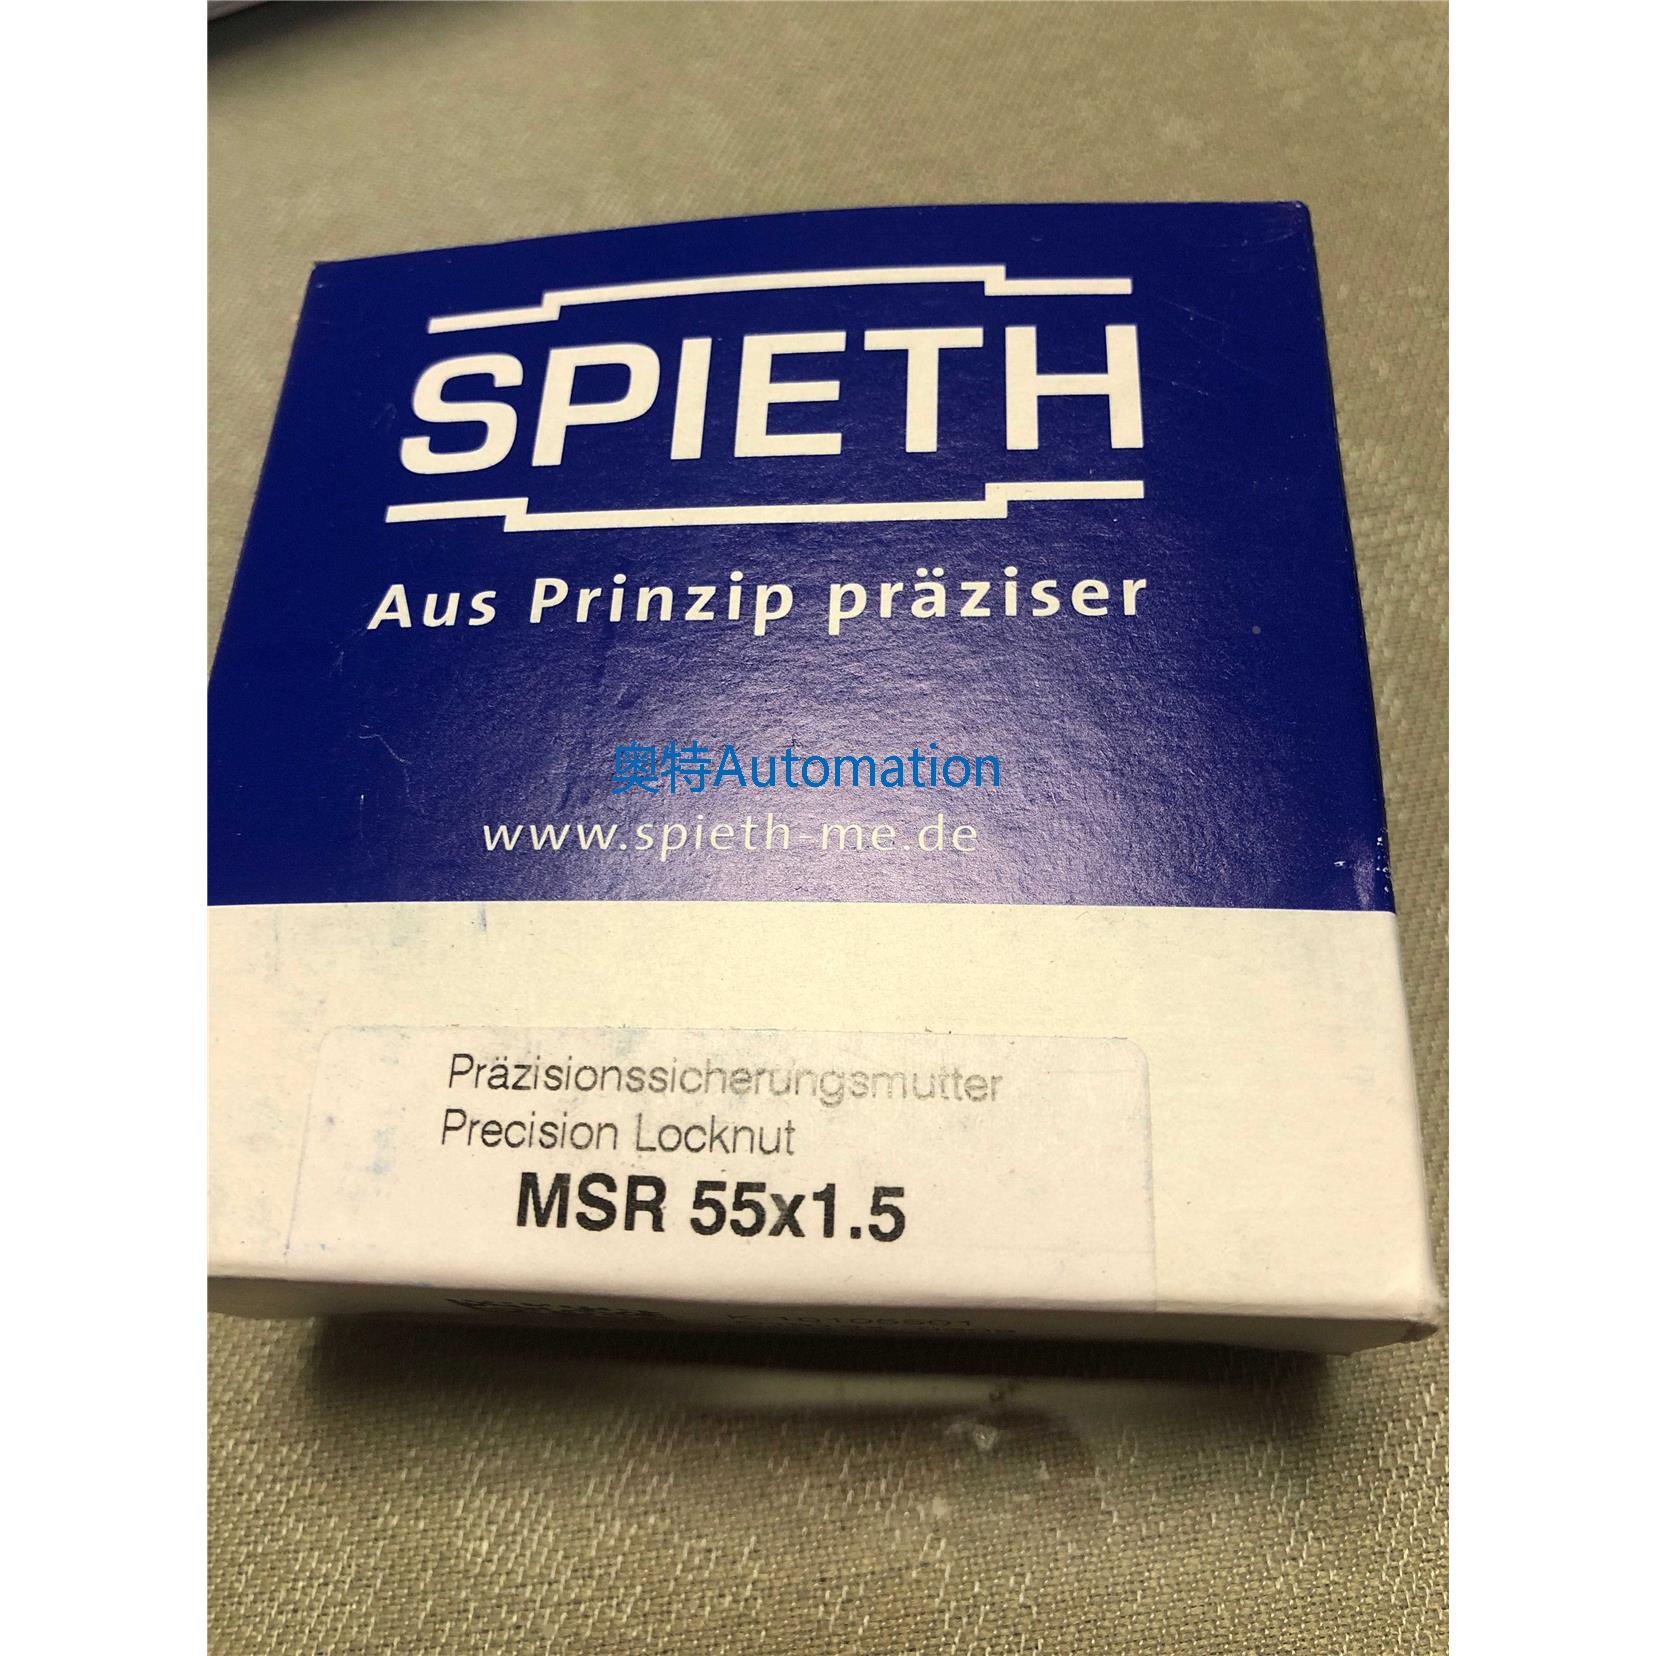 SPIETH
Aus Prinzip präziser
奥特Automation
www.spieth-me.de
Präzisionssicherungsmutter
Precision Locknut
MSR 55x1.5